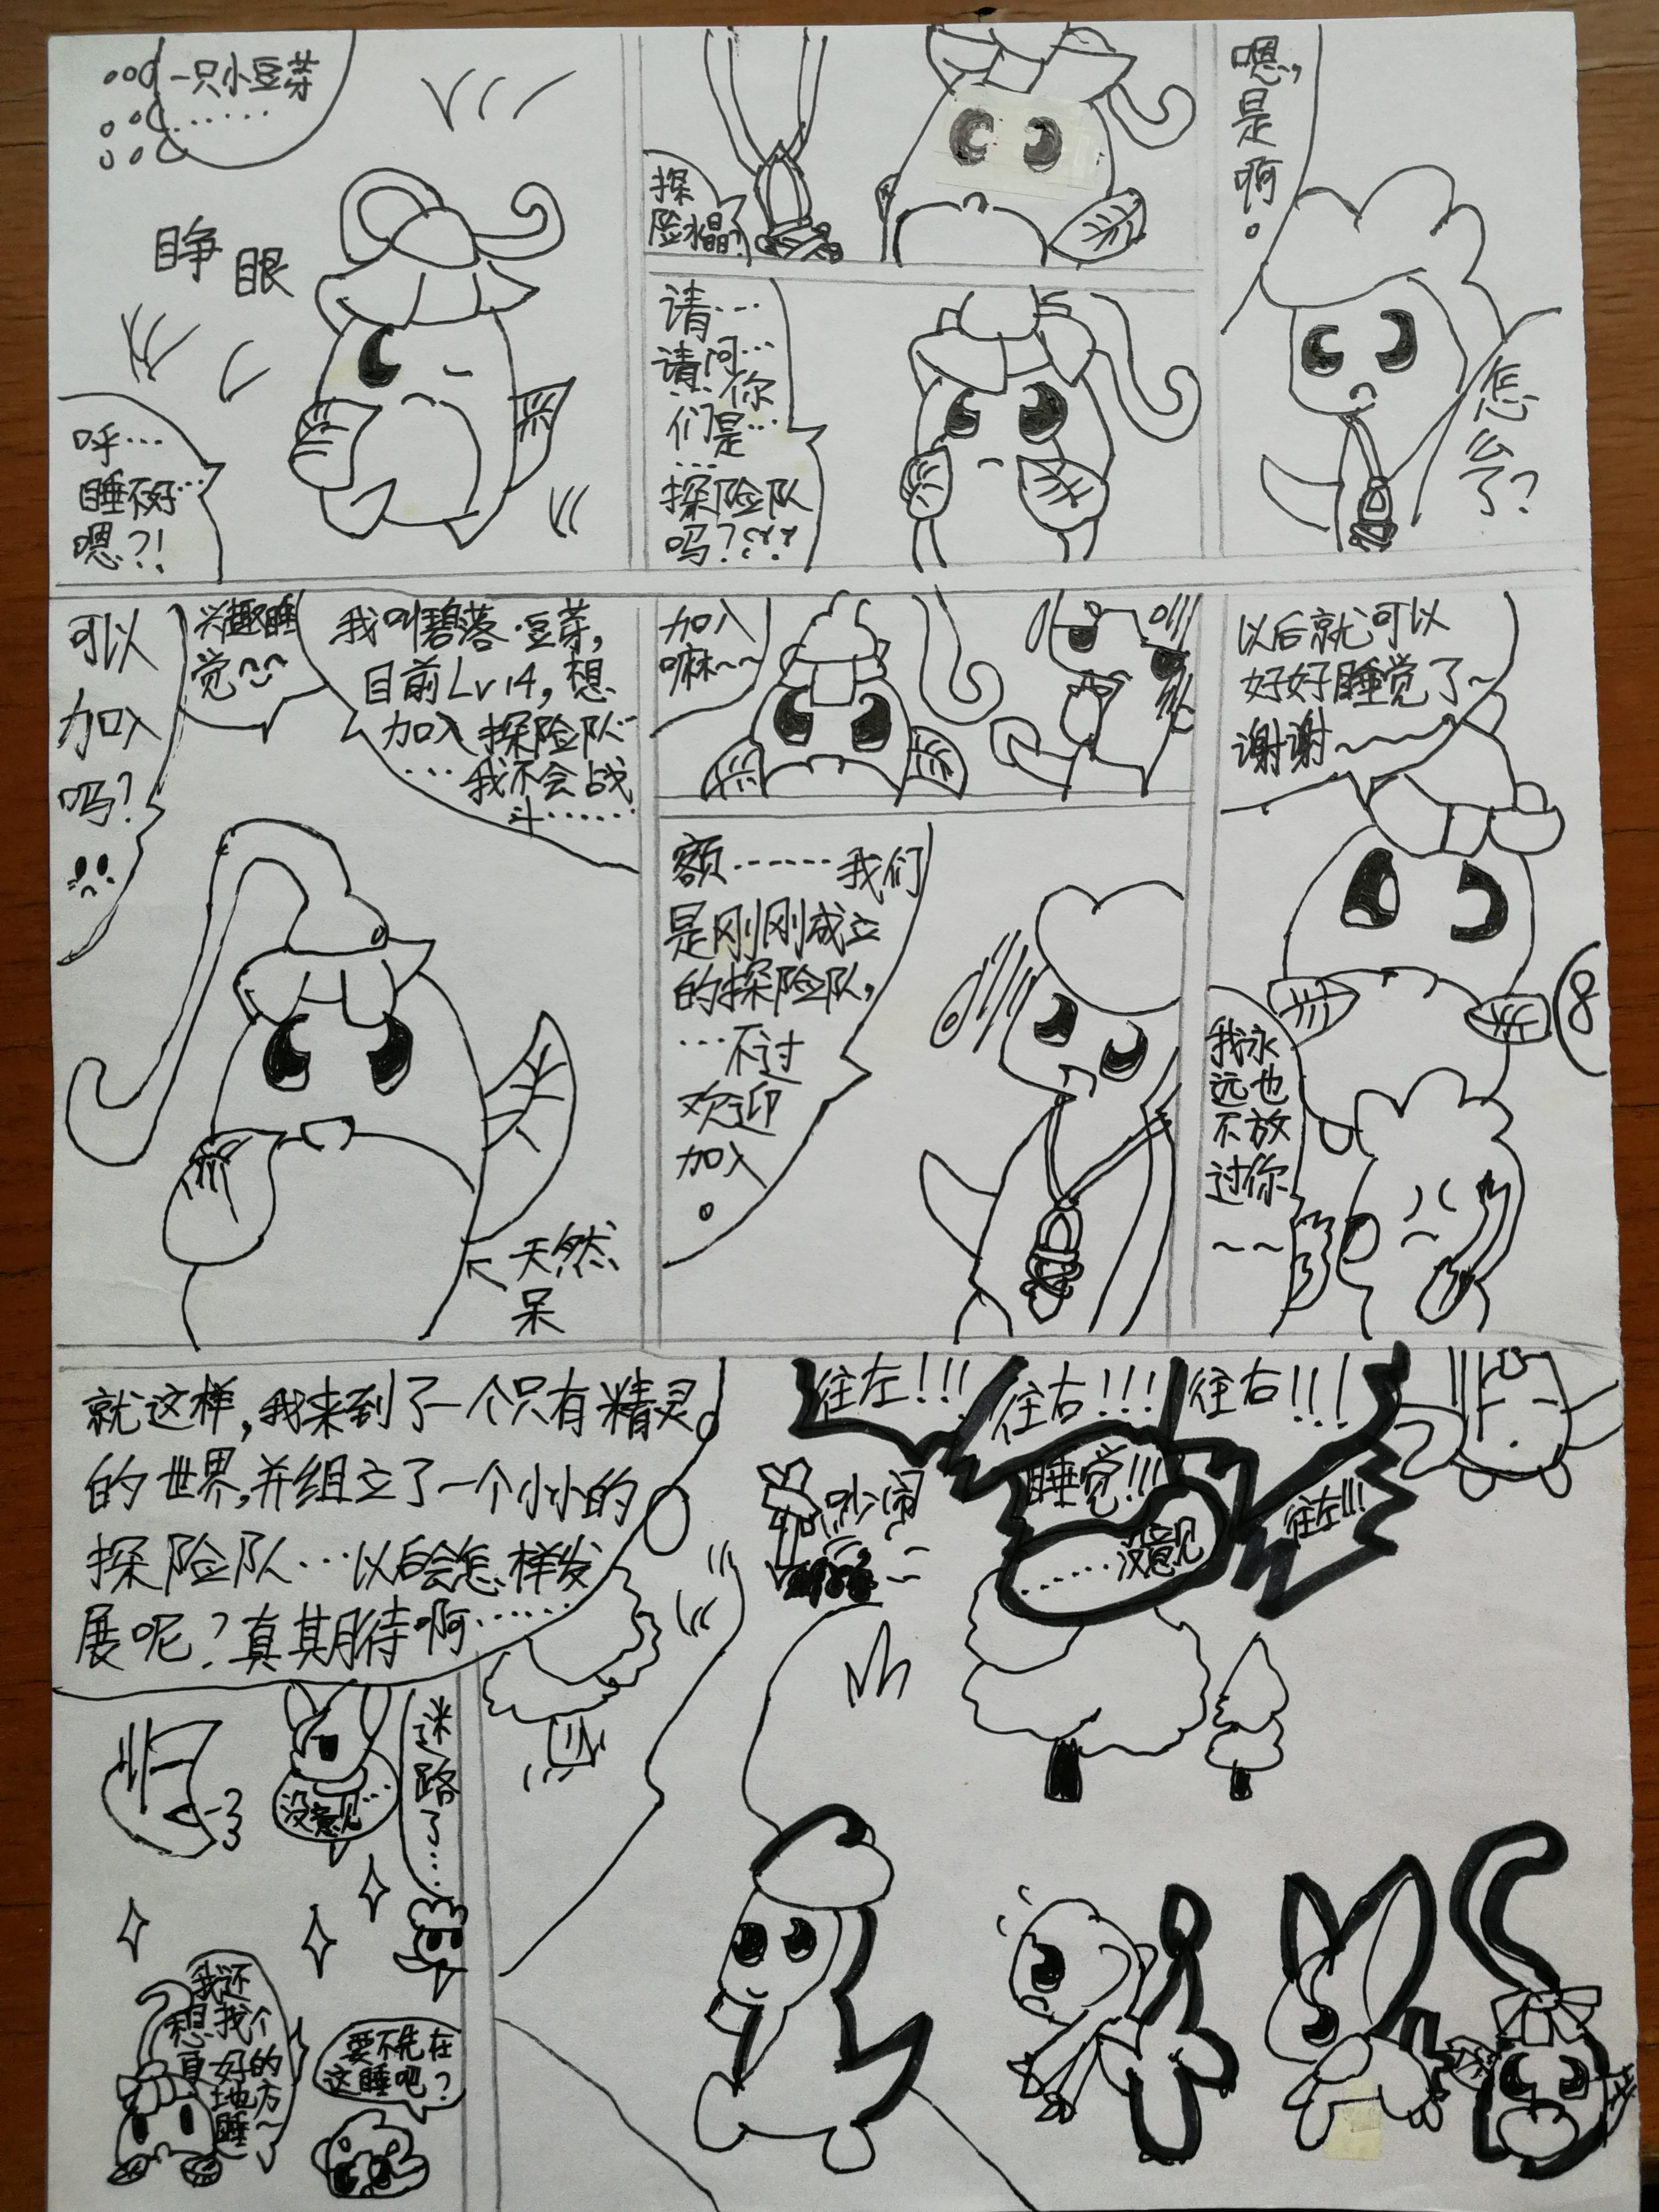 一只小豆芽
......
睁眼
呼...
睡不好...
嗯?!
探
险水晶?
请...
请问...
你
们是...
...
探险队
吗????
嗯,
是
啊
。
怎
么
了?
可以
加入
吗?
兴趣睡
觉~~
我叫碧落·豆芽,
目前Lv14,想
加入探险队...
...我不会战
斗......
天然
呆
加入
嘛~~
额......我们
是刚刚成立
的探险队,
...不过
欢迎
加入
。
以后就可以
好好睡觉了~
谢谢~~~
我永
远也
不放
过你
~~
8
就这样,我来到了一个只有精灵
的世界,并组立了一个小小的
探险队...以后会怎样发
展呢?真期待啊......
往左!!!
往右!!!
往右!!!
吵闹
睡觉!!!
......没意见
往左!!!
没意见...
迷
路
了
...
我还
想找个
更好的
地方
睡~
要不先在
这睡吧?